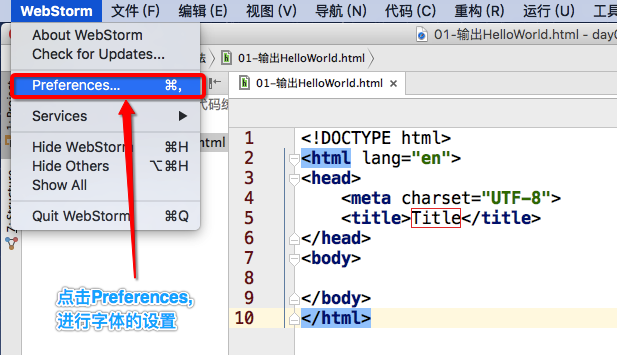 WebStorm 文件 (F) 编辑 (E) 视图 (V) 导航 (N) 代码 (C) 重构 (R) 运行 (U) 工具
01-输出HelloWorld.html - day0
About WebStorm
Check for Updates...
法 01-输出HelloWorld.html
Preferences... ⌘,
01-输出HelloWorld.html ×
代码练
Services ▶
html
Hide WebStorm ⌘H
Hide Others ⌥⌘H
Show All
Quit WebStorm ⌘Q
1 <!DOCTYPE html>
2 <html lang="en">
3 <head>
4 <meta charset="UTF-8">
5 <title>Title</title>
6 </head>
7 <body>
8
9 </body>
10 </html>
点击Preferences,
进行字体的设置